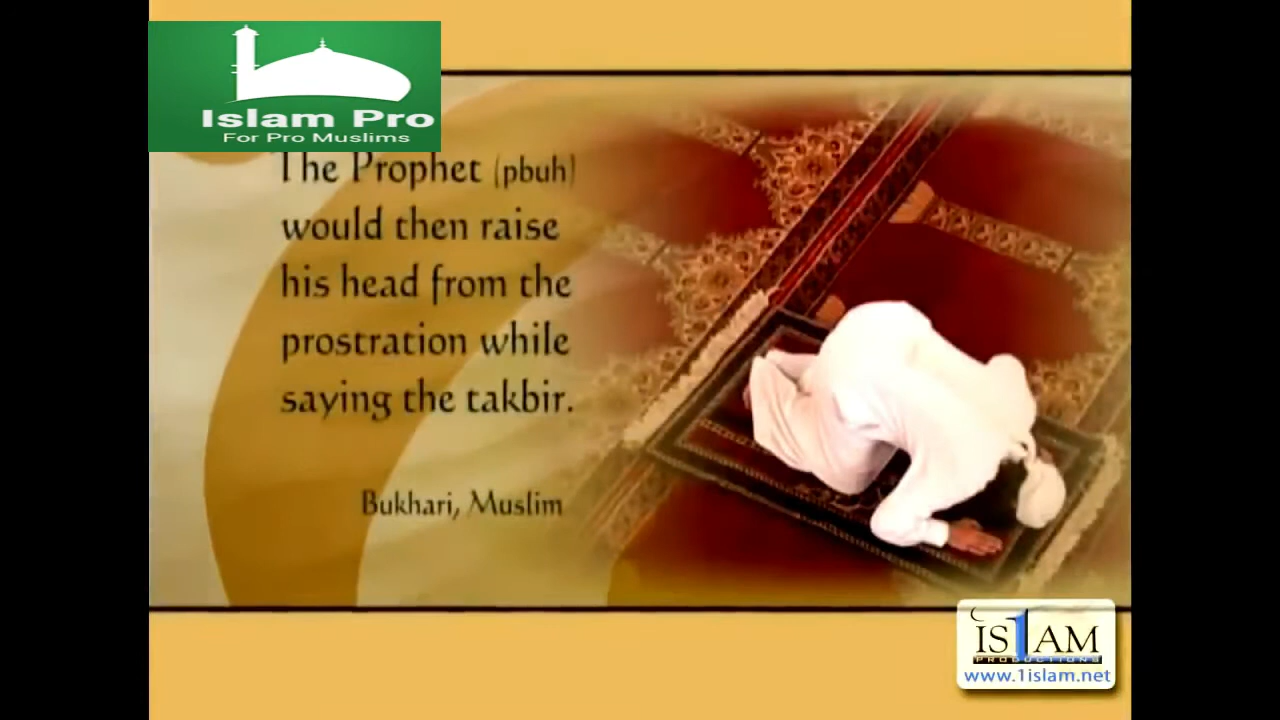 Islam Pro
For Pro Muslims
The Prophet (pbuh)
would then raise
his head from the
prostration while
saying the takbir.
Bukhari, Muslim
IS1AM
PRODUCTIONS
www.1islam.net